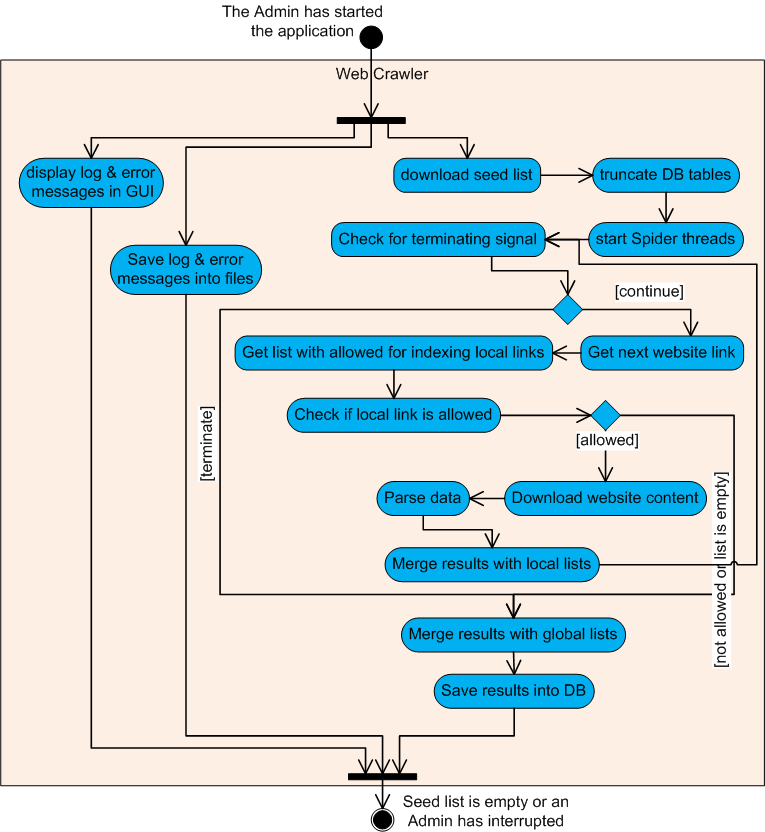 The Admin has started
the application
Web Crawler
display log & error
messages in GUI
download seed list
truncate DB tables
Save log & error
messages into files
Check for terminating signal
start Spider threads
[continue]
Get list with allowed for indexing local links
Get next website link
Check if local link is allowed
[terminate]
[allowed]
Parse data
Download website content
[not allowed or list is empty]
Merge results with local lists
Merge results with global lists
Save results into DB
Seed list is empty or an
Admin has interrupted